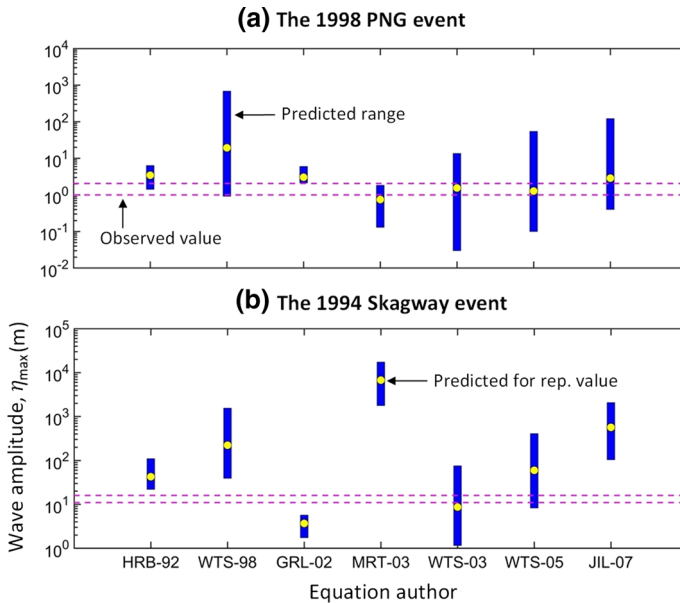 (a) The 1998 PNG event
10^4
10^3
10^2
10^1
10^0
10^-1
10^-2
Predicted range
Observed value
(b) The 1994 Skagway event
10^5
10^4
10^3
10^2
10^1
10^0
Predicted for rep. value
Wave amplitude, η_max (m)
HRB-92 WTS-98 GRL-02 MRT-03 WTS-03 WTS-05 JIL-07
Equation author